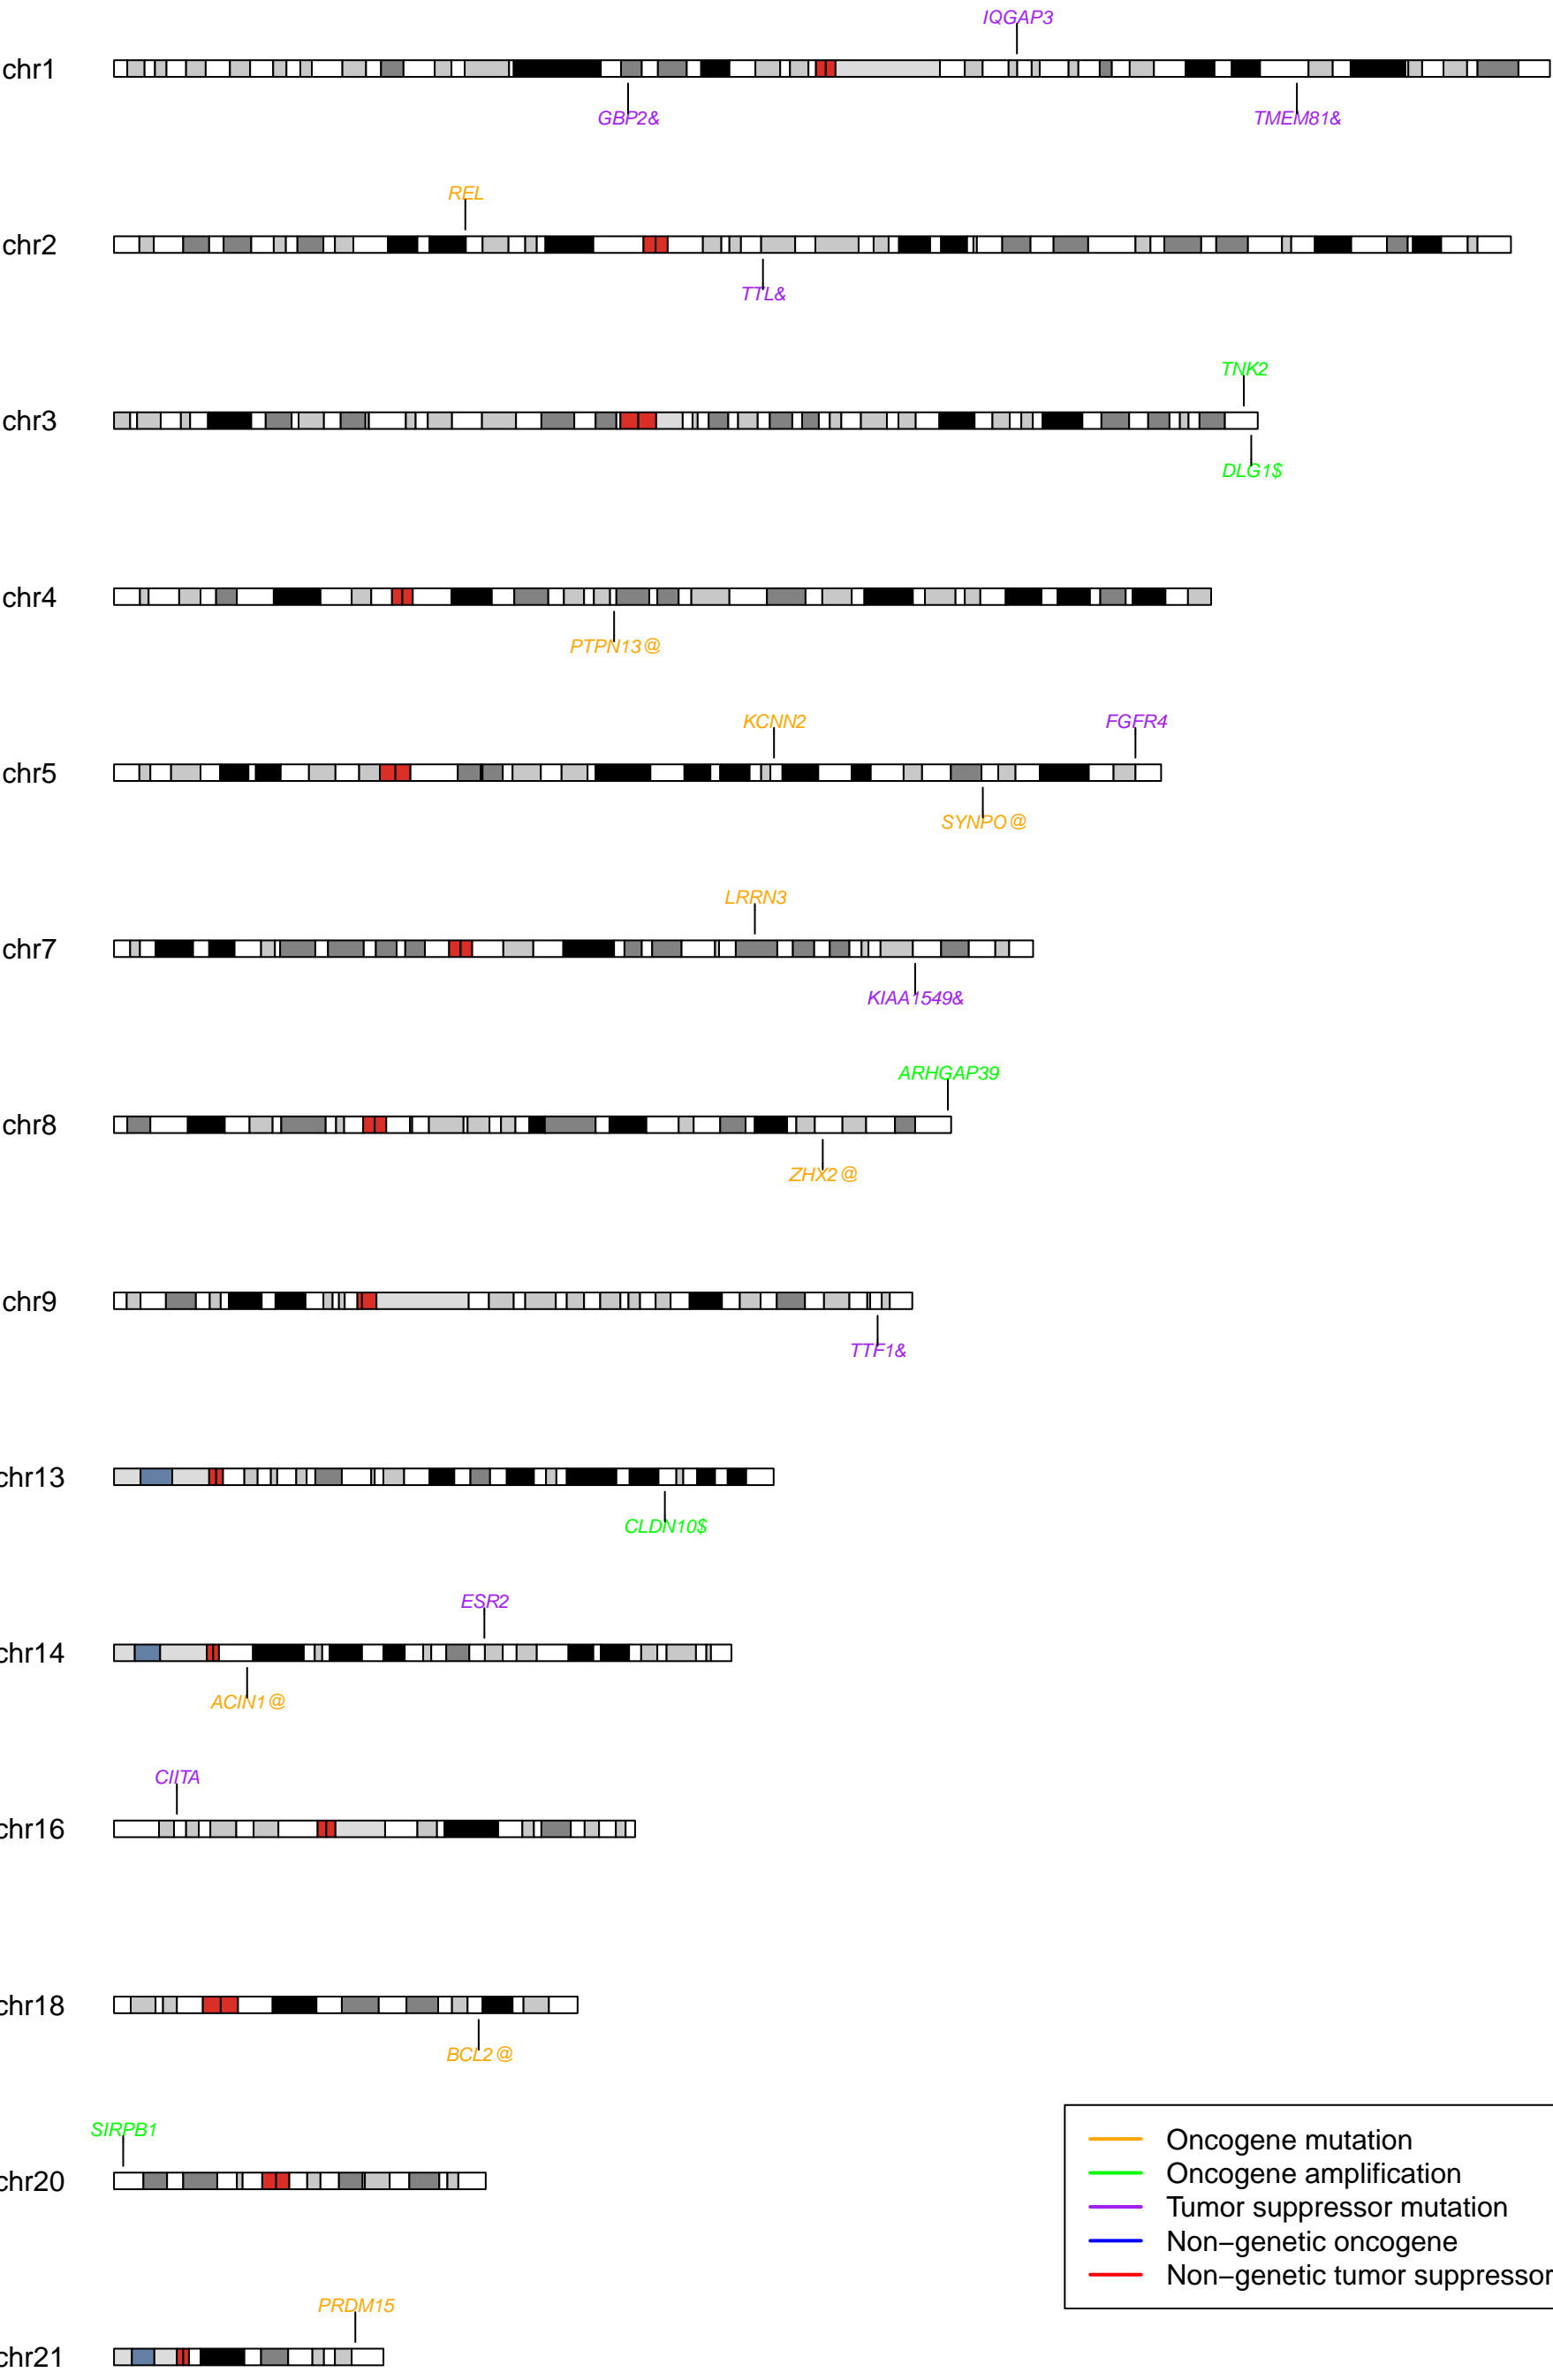 IQGAP3
chr1
GBP2& TMEM81&
REL
chr2
TTL&
TNK2
chr3
DLG1$
chr4
PTPN13@
KCNN2 FGFR4
chr5
SYNPO@
LRRN3
chr7
KIAA1549&
ARHGAP39
chr8
ZHX2@
chr9
TTF1&
chr13
CLDN10$
ESR2
chr14
ACIN1@
CIITA
chr16
chr18
BCL2@
SIRPB1
chr20
Oncogene mutation
Oncogene amplification
Tumor suppressor mutation
Non−genetic oncogene
Non−genetic tumor suppressor
PRDM15
chr21